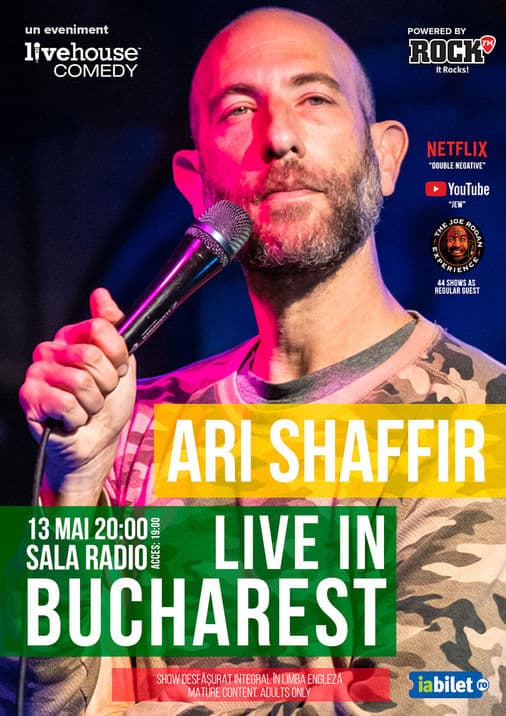 un eveniment
livehouse™
COMEDY
POWERED BY
ROCK FM
It Rocks!
NETFLIX
"DOUBLE NEGATIVE"
YouTube
"JEW"
THE JOE ROGAN
EXPERIENCE
44 SHOWS AS
REGULAR GUEST
ARI SHAFFIR
13 MAI 20:00
SALA RADIO
ACCES: 19:00
LIVE IN
BUCHAREST
SHOW DESFĂȘURAT INTEGRAL ÎN LIMBA ENGLEZĂ
MATURE CONTENT. ADULTS ONLY
iabilet ro